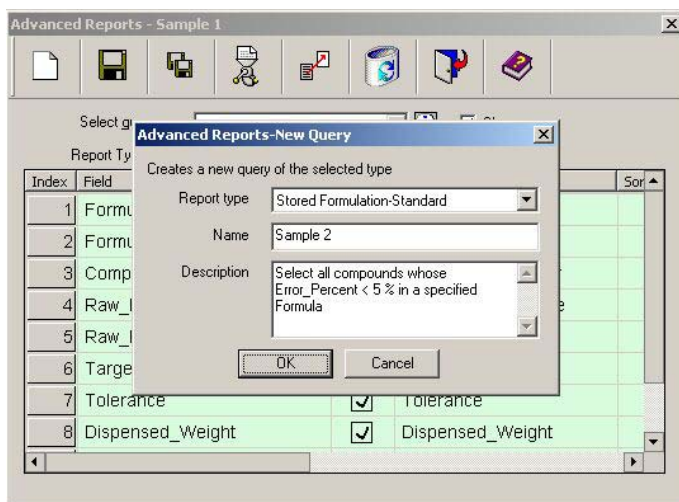 Advanced Reports - Sample 1
Select
Advanced Reports-New Query
Creates a new query of the selected type
Report type Stored Formulation-Standard
Name Sample 2
Description Select all compounds whose
Error_Percent < 5 % in a specified
Formula
OK Cancel
Report Ty
Index Field Sor
1 Formu
2 Formu
3 Comp
4 Raw_
5 Raw_
6 Targe
7 Tolerance Tolerance
8 Dispensed_Weight Dispensed_Weight